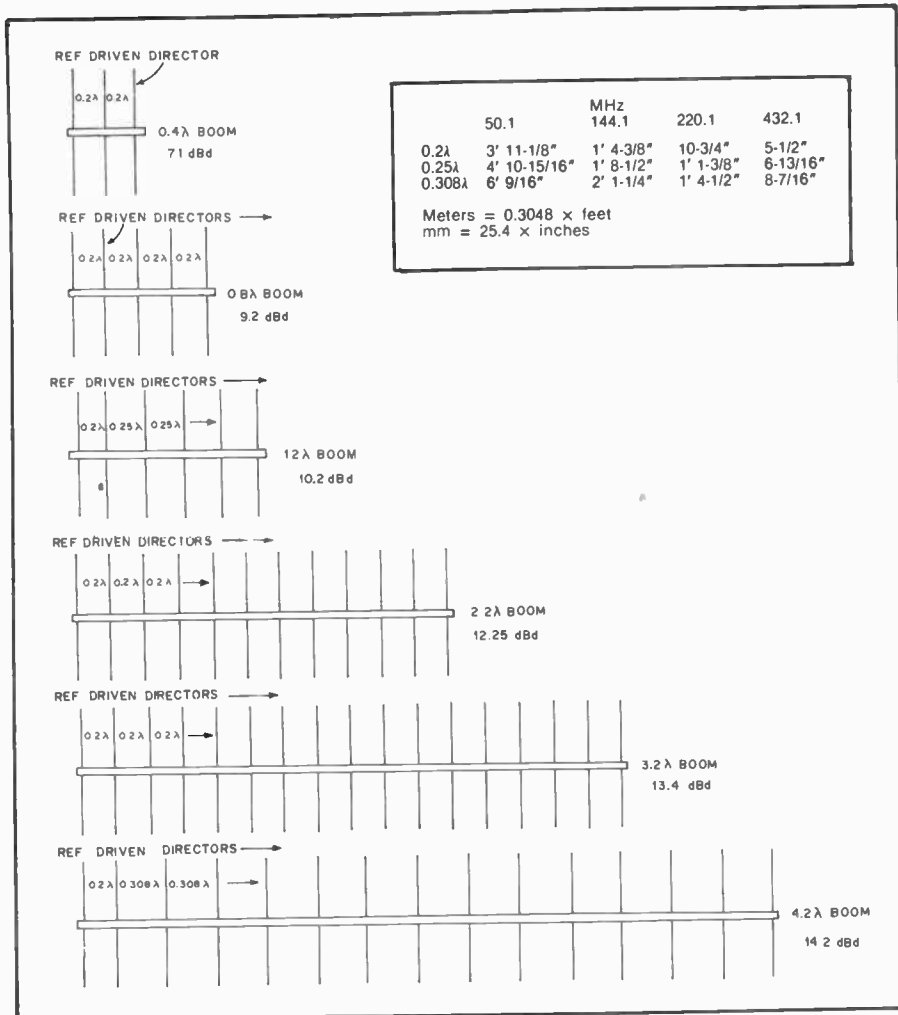 REF DRIVEN DIRECTOR
0.2λ 0.2λ
0.4λ BOOM
71 dBd
MHz
50.1 144.1 220.1 432.1
0.2λ 3' 11-1/8" 1' 4-3/8" 10-3/4" 5-1/2"
0.25λ 4' 10-15/16" 1' 8-1/2" 1' 1-3/8" 6-13/16"
0.308λ 6' 9/16" 2' 1-1/4" 1' 4-1/2" 8-7/16"
Meters = 0.3048 × feet
mm = 25.4 × inches
REF DRIVEN DIRECTORS
0.2λ 0.2λ 0.2λ 0.2λ
0 8λ BOOM
9.2 dBd
REF DRIVEN DIRECTORS
0.2λ 0.25λ 0.25λ
12λ BOOM
10.2 dBd
REF DRIVEN DIRECTORS
0 2λ 0.2λ 0 2λ
2 2λ BOOM
12.25 dBd
REF DRIVEN DIRECTORS
0 2λ 0 2λ 0 2λ
3.2λ BOOM
13.4 dBd
REF DRIVEN DIRECTORS
0.2λ 0.308λ 0.308λ
4.2λ BOOM
14 2 dBd